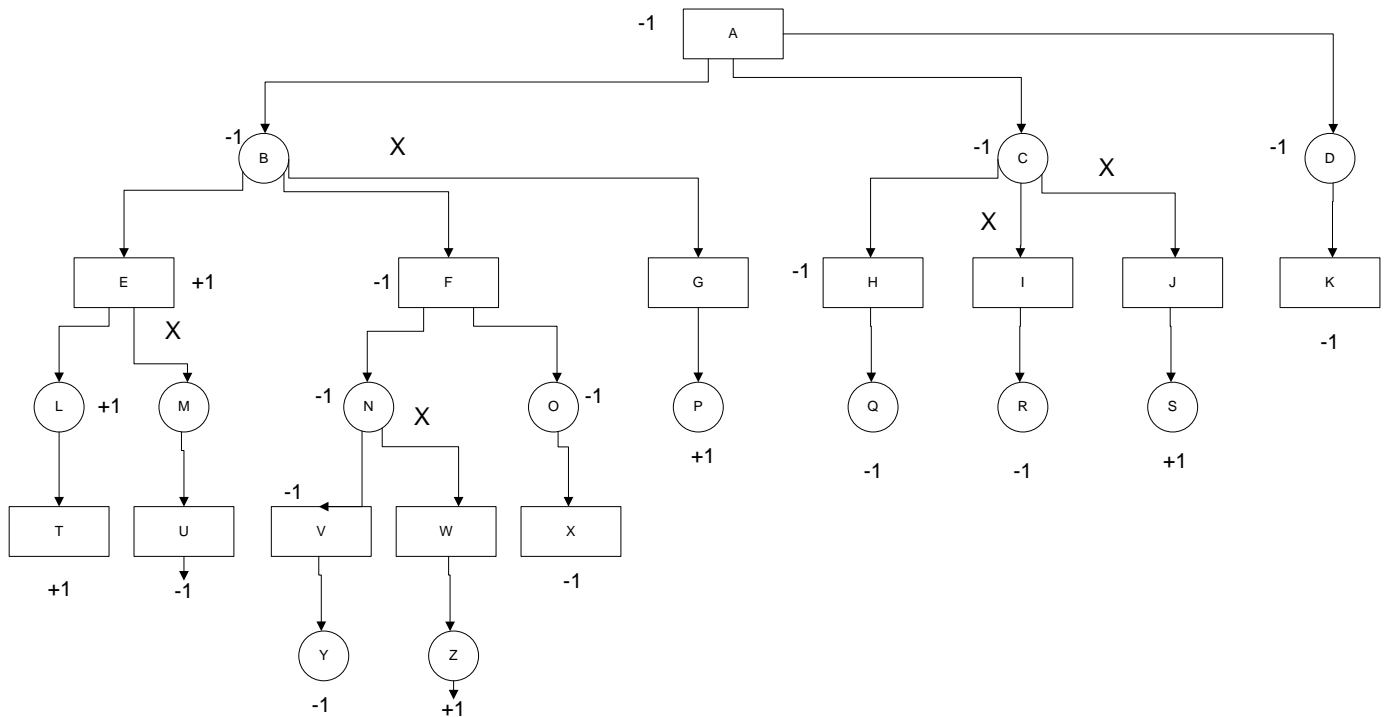 -1 A
-1 B X -1 C X -1 D
X
E +1 -1 F G -1 H I J K
X -1
L +1 M -1 N X O -1 P Q R S
+1 -1 -1 +1
-1
T U V W X
+1 -1 -1
Y Z
-1 +1